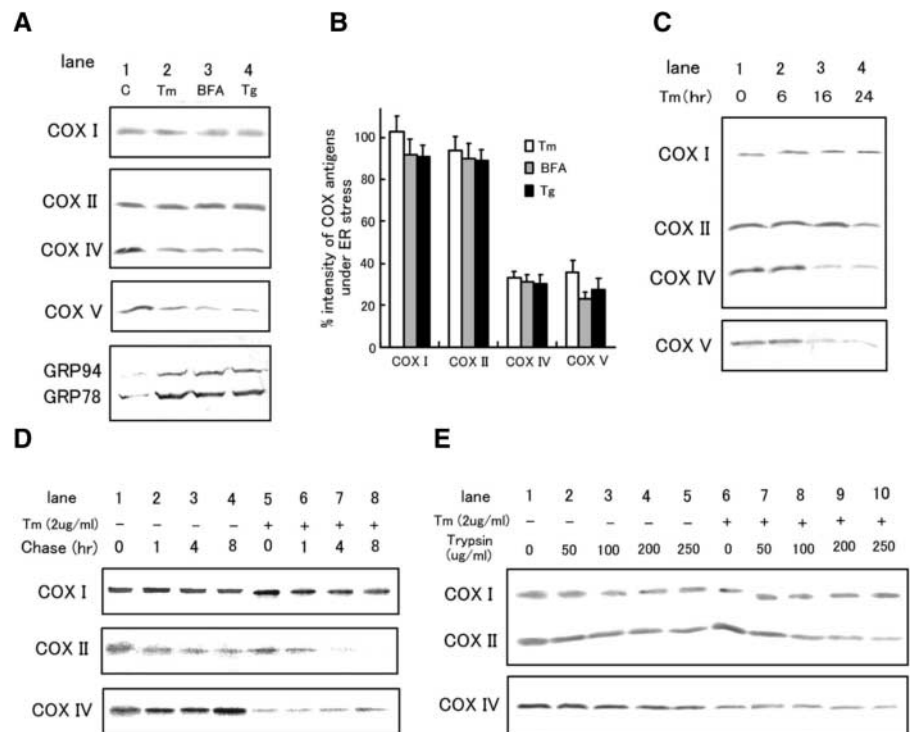 A
lane 1 2 3 4
C Tm BFA Tg
COX I
COX II
COX IV
COX V
GRP94
GRP78
B
% intensity of COX antigens
under ER stress
100
80
60
40
20
0
Tm
BFA
Tg
COX I COX II COX IV COX V
C
lane 1 2 3 4
Tm(hr) 0 6 16 24
COX I
COX II
COX IV
COX V
D
lane 1 2 3 4 5 6 7 8
Tm (2ug/ml) − − − − + + + +
Chase (hr) 0 1 4 8 0 1 4 8
COX I
COX II
COX IV
E
lane 1 2 3 4 5 6 7 8 9 10
Tm (2ug/ml) − − − − − + + + + +
Trypsin
(ug/ml) 0 50 100 200 250 0 50 100 200 250
COX I
COX II
COX IV